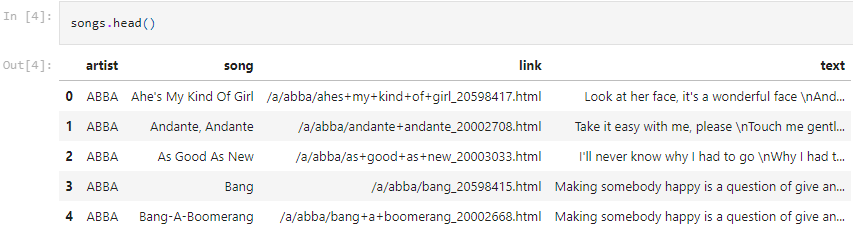 In [4]: songs.head()
Out[4]:
artist song link text
0 ABBA Ahe's My Kind Of Girl /a/abba/ahes+my+kind+of+girl_20598417.html Look at her face, it's a wonderful face \nAnd...
1 ABBA Andante, Andante /a/abba/andante+andante_20002708.html Take it easy with me, please \nTouch me gentl...
2 ABBA As Good As New /a/abba/as+good+as+new_20003033.html I'll never know why I had to go \nWhy I had t...
3 ABBA Bang /a/abba/bang_20598415.html Making somebody happy is a question of give an...
4 ABBA Bang-A-Boomerang /a/abba/bang+a+boomerang_20002668.html Making somebody happy is a question of give an...